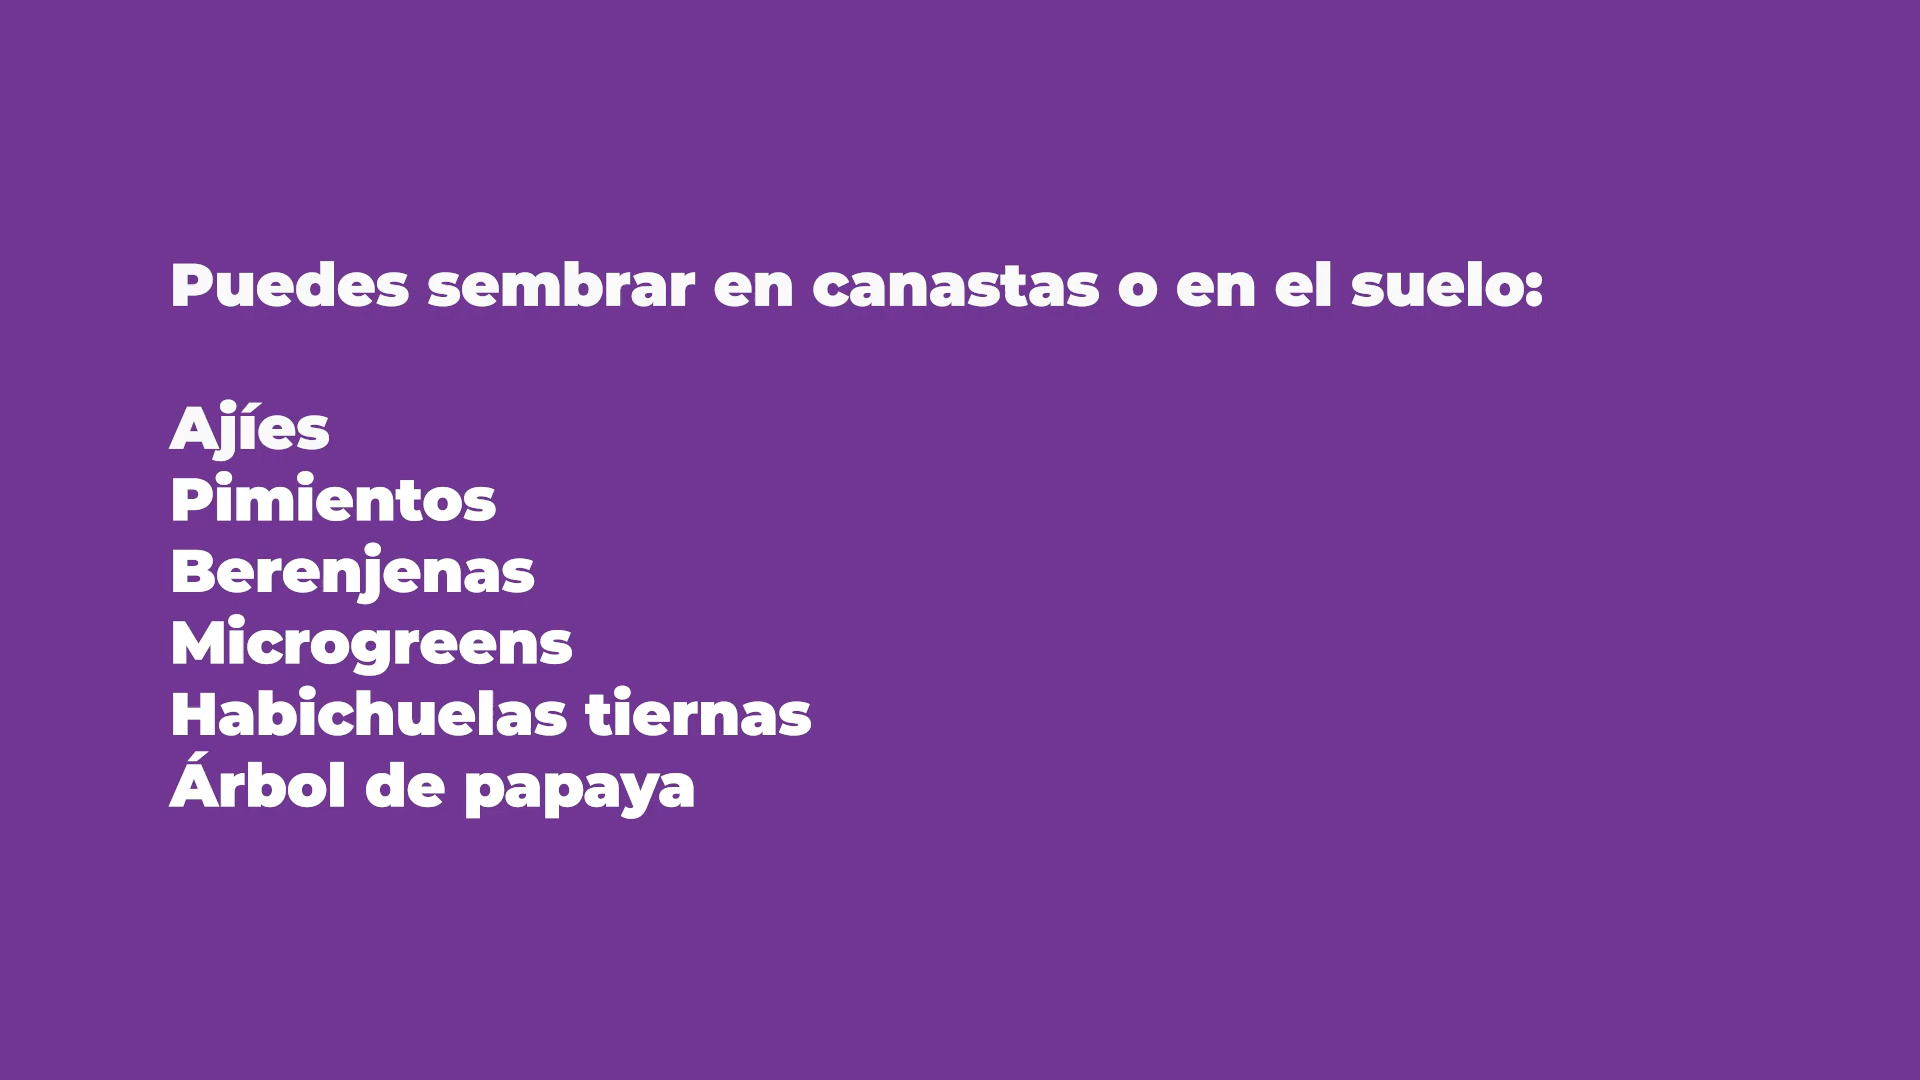 Puedes sembrar en canastas o en el suelo:
Ajíes
Pimientos
Berenjenas
Microgreens
Habichuelas tiernas
Árbol de papaya